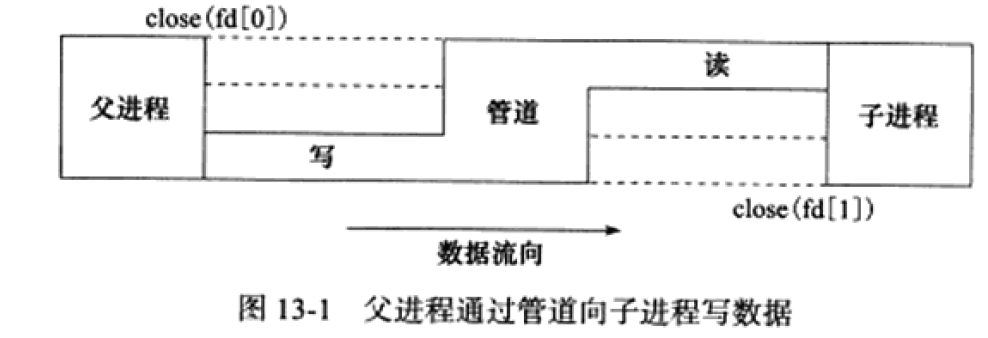 close(fd[0])
读
父进程
管道
子进程
写
close(fd[1])
数据流向
图 13-1 父进程通过管道向子进程写数据